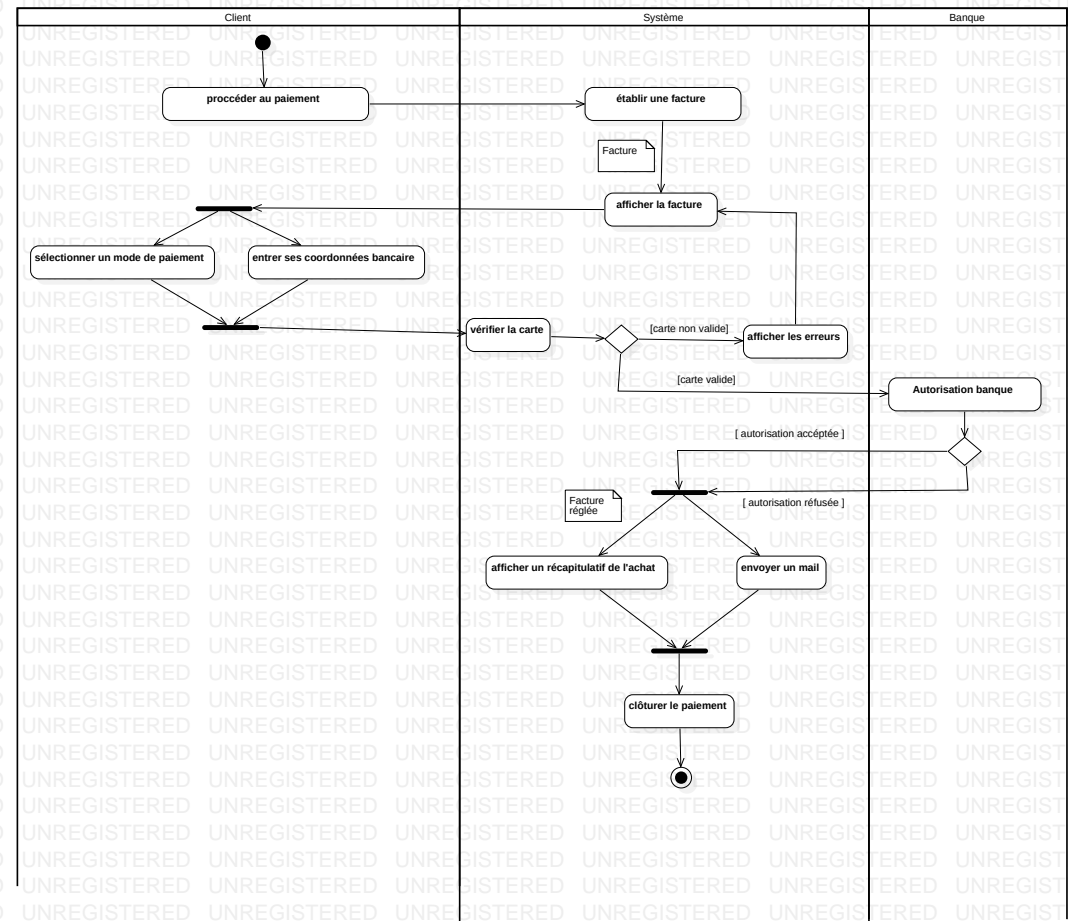 Client
Système
Banque
proccéder au paiement
établir une facture
Facture
afficher la facture
sélectionner un mode de paiement
entrer ses coordonnées bancaire
vérifier la carte
[carte non valide]
afficher les erreurs
[carte valide]
Autorisation banque
[ autorisation accéptée ]
[ autorisation réfusée ]
Facture
réglée
afficher un récapitulatif de l'achat
envoyer un mail
clôturer le paiement
UNREGISTERED